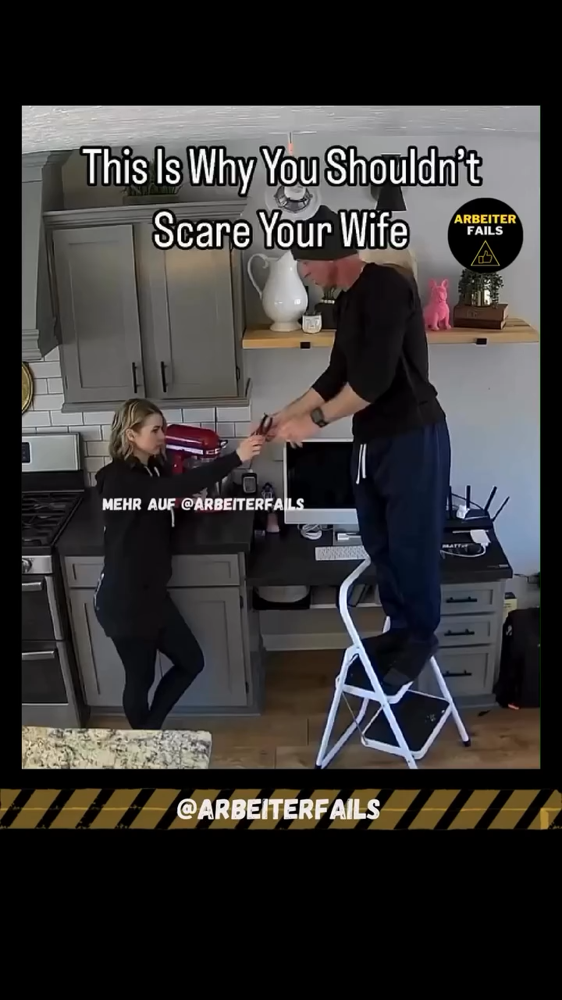 This Is Why You Shouldn't
Scare Your Wife
ARBEITER
FAILS
MEHR AUF @ARBEITERFAILS
@ARBEITERFAILS